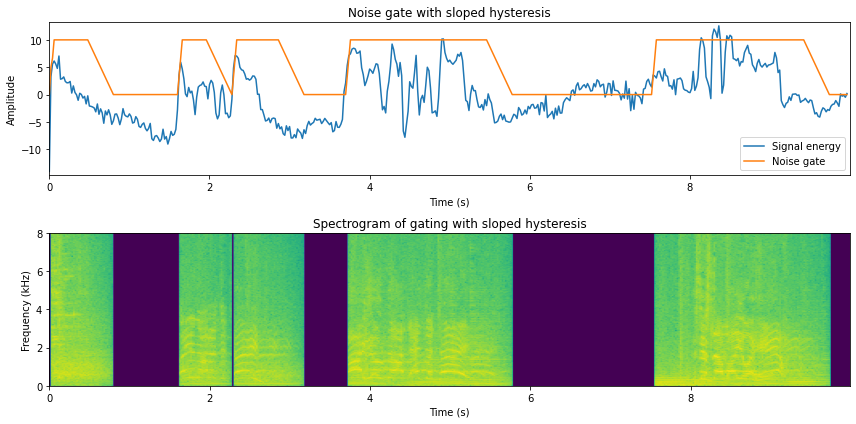 Noise gate with sloped hysteresis
Amplitude
10
5
0
−5
−10
Signal energy
Noise gate
0 2 4 6 8
Time (s)
Spectrogram of gating with sloped hysteresis
Frequency (kHz)
8
6
4
2
0
0 2 4 6 8
Time (s)